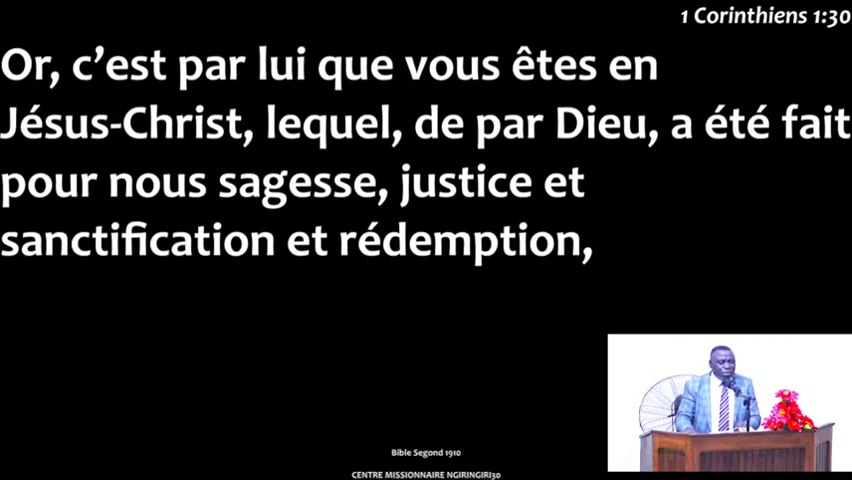 1 Corinthiens 1:30
Or, c’est par lui que vous êtes en
Jésus-Christ, lequel, de par Dieu, a été fait
pour nous sagesse, justice et
sanctification et rédemption,
Bible Segond 1910
CENTRE MISSIONNAIRE NGIRINGIRI30